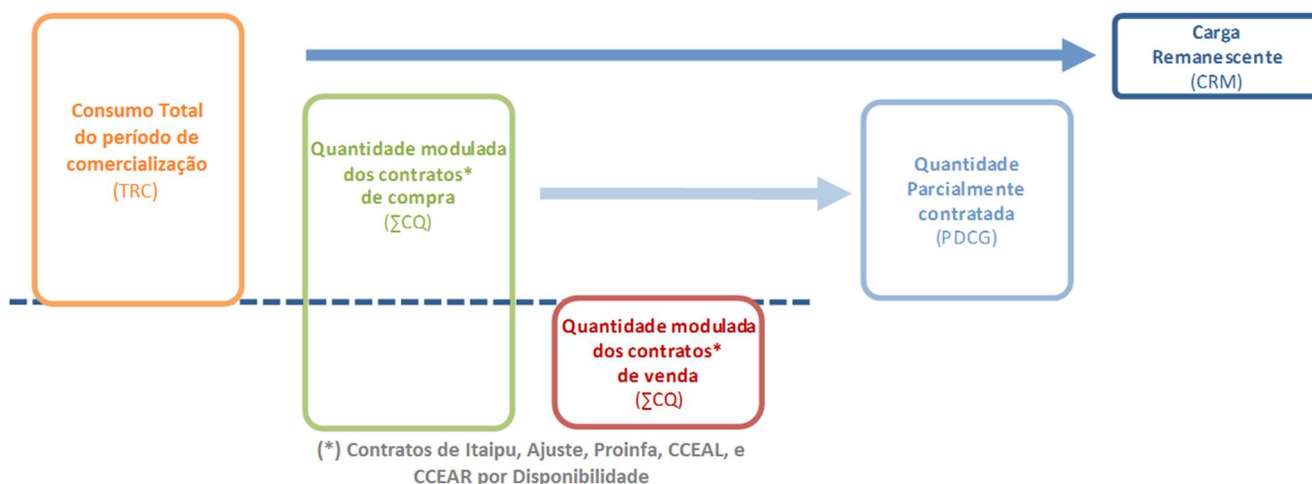 Consumo Total
do período de
comercialização
(TRC)
Quantidade modulada
dos contratos*
de compra
(∑CQ)
Quantidade modulada
dos contratos*
de venda
(∑CQ)
Quantidade
Parcialmente
contratada
(PDCG)
Carga
Remanescente
(CRM)
(*) Contratos de Itaipu, Ajuste, Proinfa, CCEAL, e
CCEAR por Disponibilidade